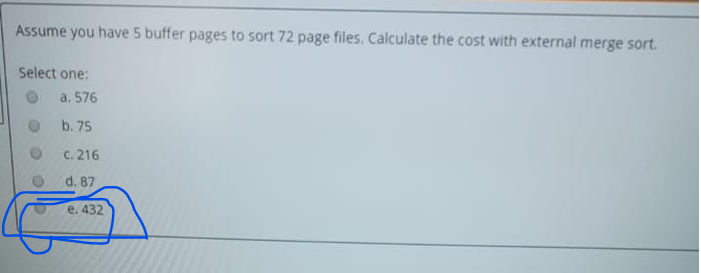 Assume you have 5 buffer pages to sort 72 page files. Calculate the cost with external merge sort.
Select one:
a. 576
b. 75
c. 216
d. 87
e. 432